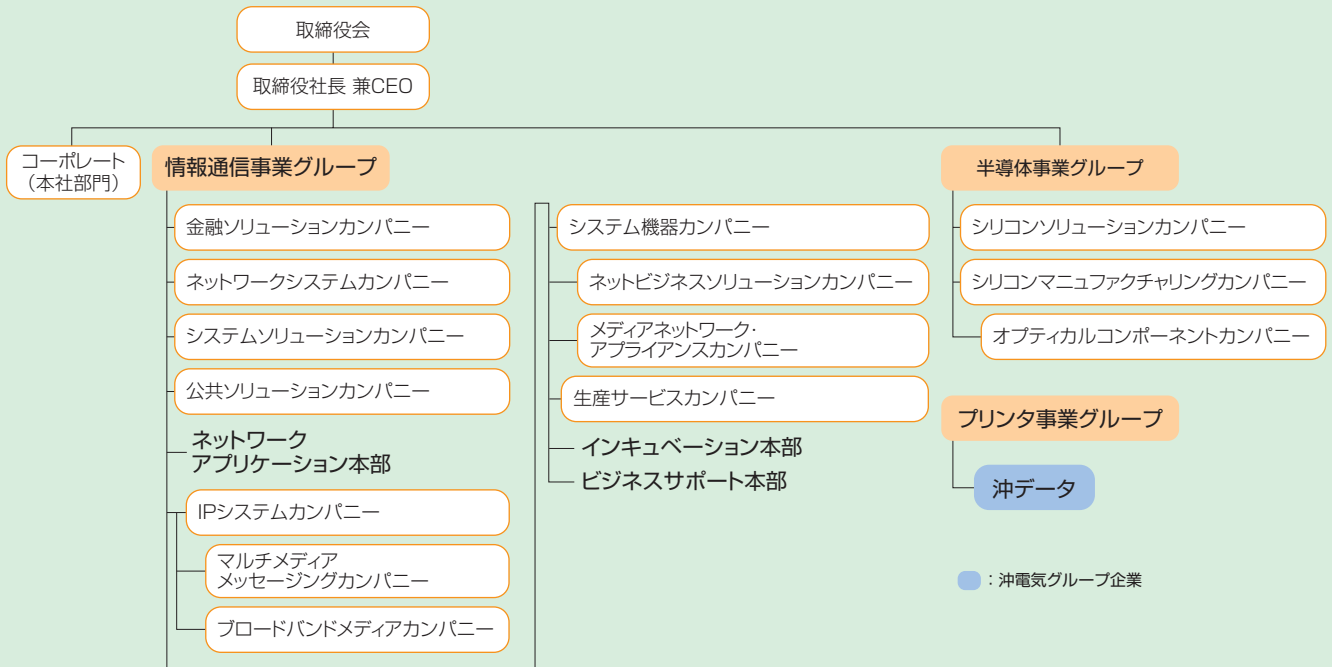 取締役会
取締役社長 兼CEO
コーポレート
（本社部門）
情報通信事業グループ
金融ソリューションカンパニー
ネットワークシステムカンパニー
システムソリューションカンパニー
公共ソリューションカンパニー
ネットワーク
アプリケーション本部
IPシステムカンパニー
マルチメディア
メッセージングカンパニー
ブロードバンドメディアカンパニー
システム機器カンパニー
ネットビジネスソリューションカンパニー
メディアネットワーク・
アプライアンスカンパニー
生産サービスカンパニー
インキュベーション本部
ビジネスサポート本部
半導体事業グループ
シリコンソリューションカンパニー
シリコンマニュファクチャリングカンパニー
オプティカルコンポーネントカンパニー
プリンタ事業グループ
沖データ
：沖電気グループ企業